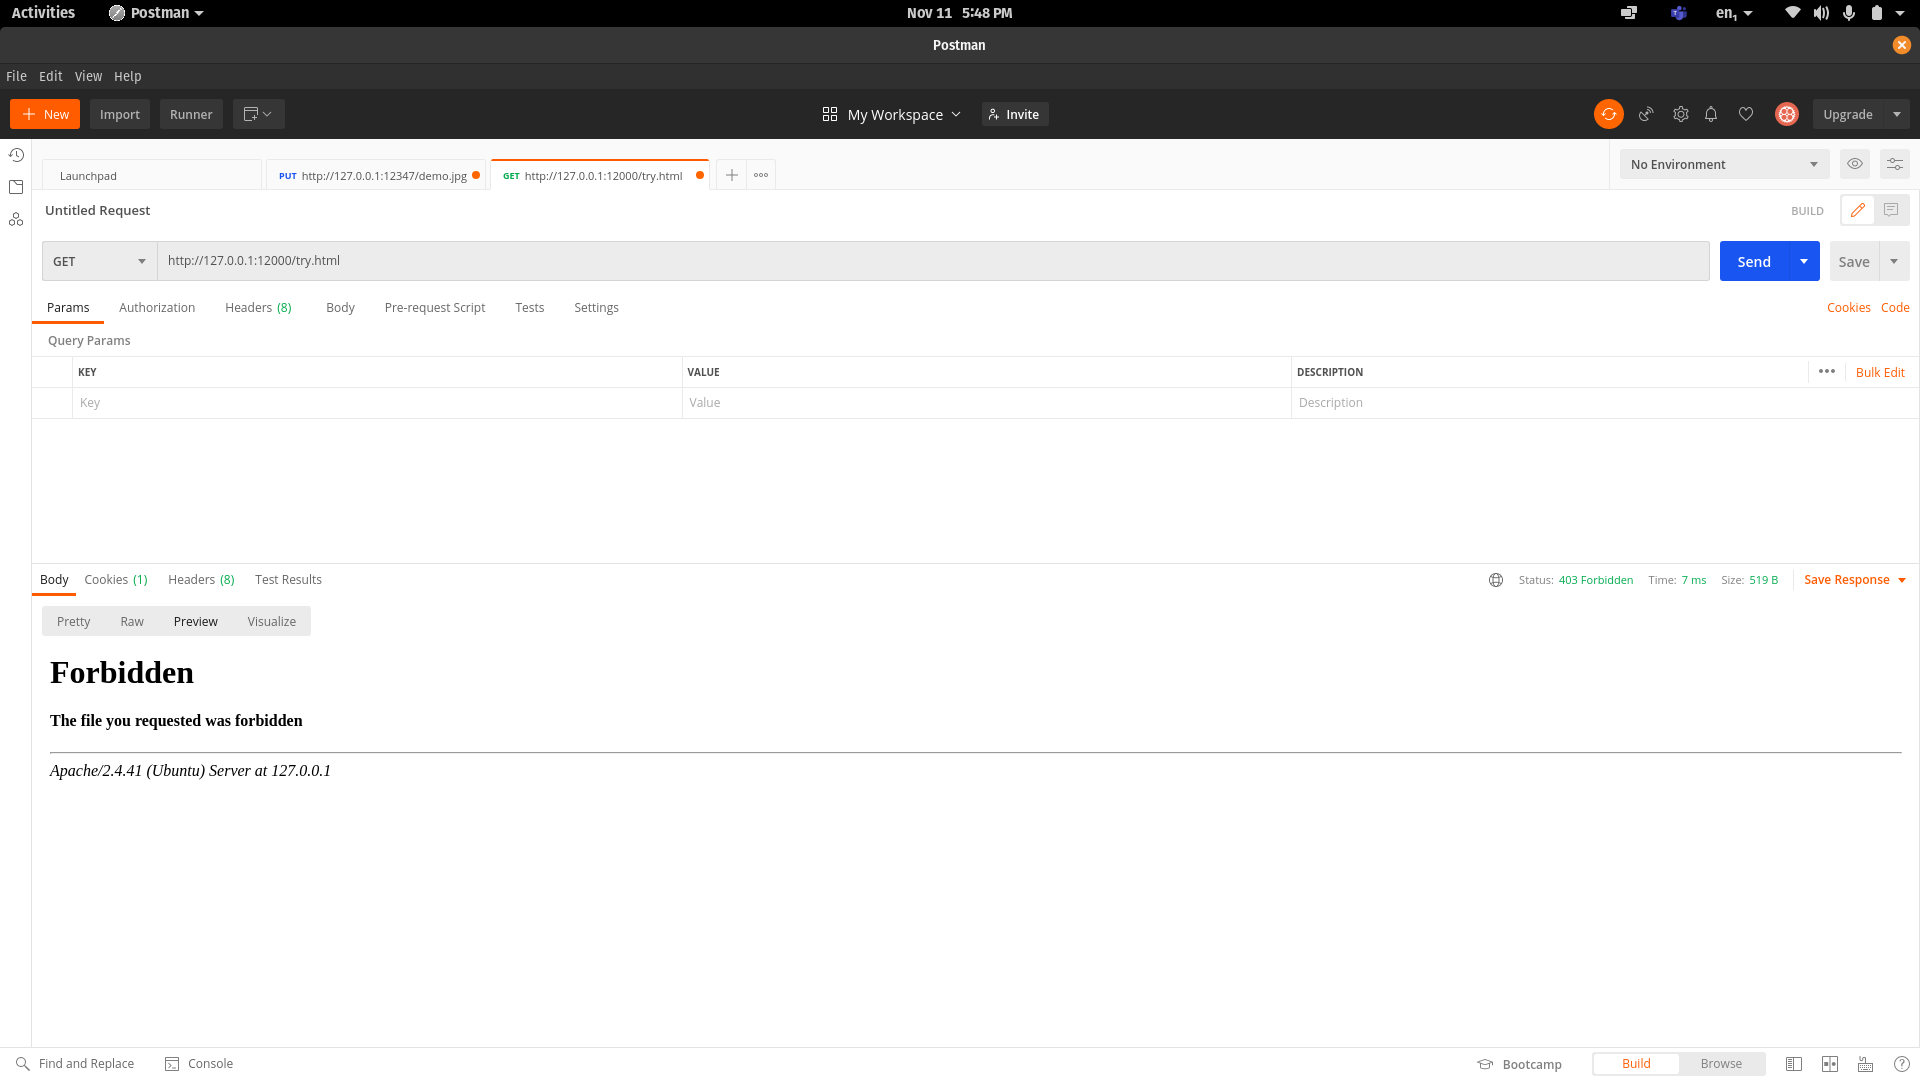 Activities Postman Nov 11 5:48 PM en1
Postman
File Edit View Help
New Import Runner My Workspace Invite Upgrade
Launchpad PUT http://127.0.0.1:12347/demo.jpg GET http://127.0.0.1:12000/try.html No Environment
Untitled Request BUILD
GET http://127.0.0.1:12000/try.html Send Save
Params Authorization Headers (8) Body Pre-request Script Tests Settings Cookies Code
Query Params
KEY VALUE DESCRIPTION Bulk Edit
Key Value Description
Body Cookies (1) Headers (8) Test Results Status: 403 Forbidden Time: 7 ms Size: 519 B Save Response
Pretty Raw Preview Visualize
Forbidden
The file you requested was forbidden
Apache/2.4.41 (Ubuntu) Server at 127.0.0.1
Find and Replace Console Bootcamp Build Browse